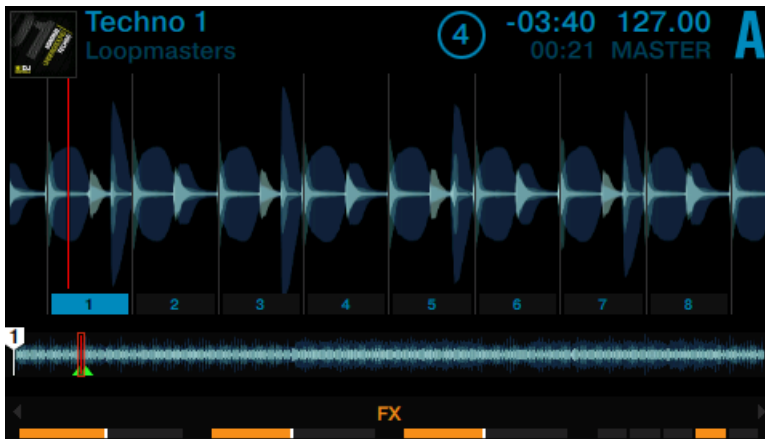 Techno 1
Loopmasters
4
-03:40 127.00
00:21 MASTER
A
1 2 3 4 5 6 7 8
1
FX